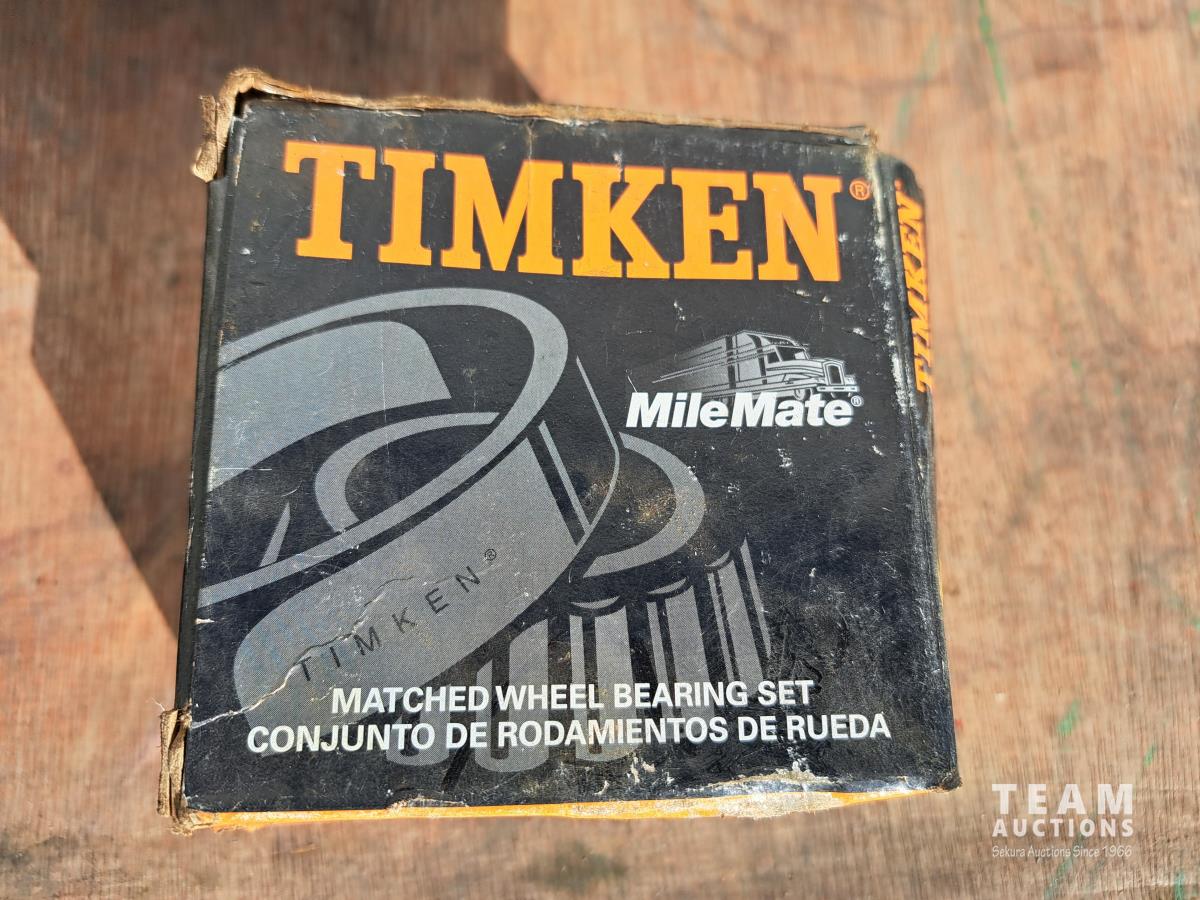 TIMKEN®
TIMKEN
MileMate®
TIMKEN®
MATCHED WHEEL BEARING SET
CONJUNTO DE RODAMIENTOS DE RUEDA
TEAM
AUCTIONS
Sekura Auctions Since 1966